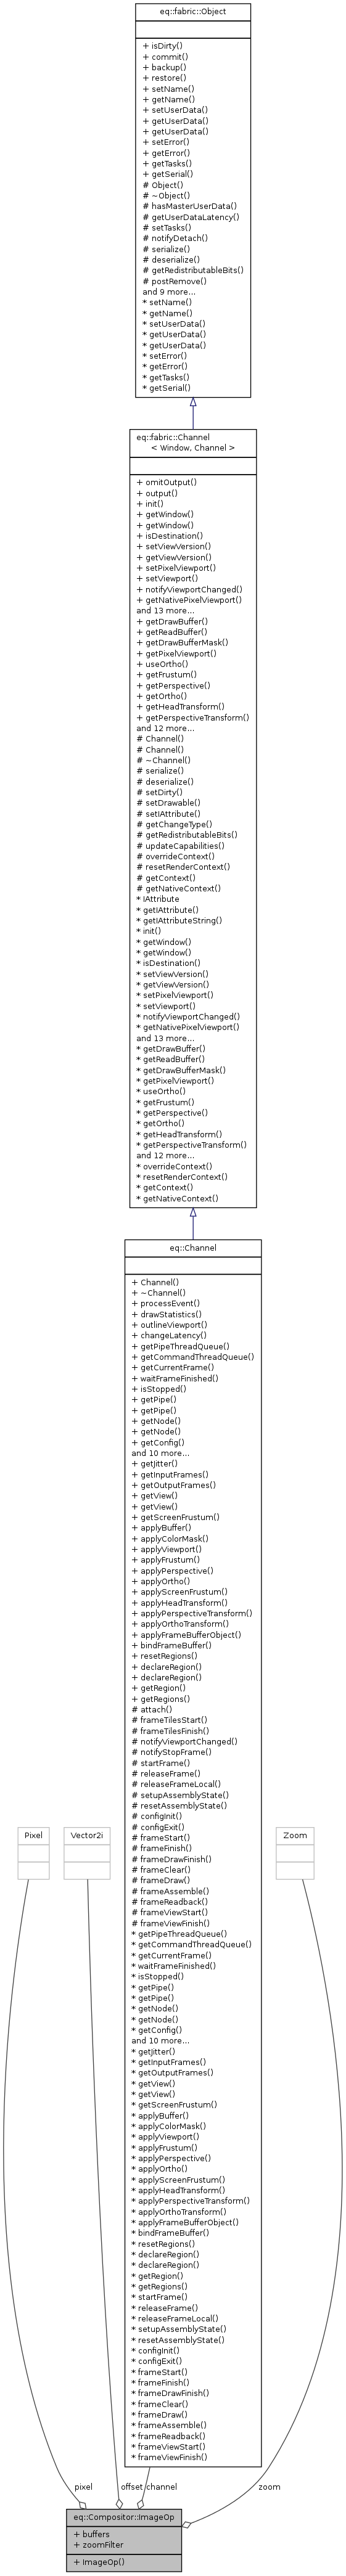 eq::fabric::Object
+ isDirty()
+ commit()
+ backup()
+ restore()
+ setName()
+ getName()
+ setUserData()
+ getUserData()
+ getUserData()
+ setError()
+ getError()
+ getTasks()
+ getSerial()
# Object()
# ~Object()
# hasMasterUserData()
# getUserDataLatency()
# setTasks()
# notifyDetach()
# serialize()
# deserialize()
# getRedistributableBits()
# postRemove()
and 9 more...
* setName()
* getName()
* setUserData()
* getUserData()
* getUserData()
* setError()
* getError()
* getTasks()
* getSerial()
eq::fabric::Channel
< Window, Channel >
+ omitOutput()
+ output()
+ init()
+ getWindow()
+ getWindow()
+ isDestination()
+ setViewVersion()
+ getViewVersion()
+ setPixelViewport()
+ setViewport()
+ notifyViewportChanged()
+ getNativePixelViewport()
and 13 more...
+ getDrawBuffer()
+ getReadBuffer()
+ getDrawBufferMask()
+ getPixelViewport()
+ useOrtho()
+ getFrustum()
+ getPerspective()
+ getOrtho()
+ getHeadTransform()
+ getPerspectiveTransform()
and 12 more...
# Channel()
# Channel()
# ~Channel()
# serialize()
# deserialize()
# setDirty()
# setDrawable()
# setIAttribute()
# getChangeType()
# getRedistributableBits()
# updateCapabilities()
# overrideContext()
# resetRenderContext()
# getContext()
# getNativeContext()
* IAttribute
* getIAttribute()
* getIAttributeString()
* init()
* getWindow()
* getWindow()
* isDestination()
* setViewVersion()
* getViewVersion()
* setPixelViewport()
* setViewport()
* notifyViewportChanged()
* getNativePixelViewport()
and 13 more...
* getDrawBuffer()
* getReadBuffer()
* getDrawBufferMask()
* getPixelViewport()
* useOrtho()
* getFrustum()
* getPerspective()
* getOrtho()
* getHeadTransform()
* getPerspectiveTransform()
and 12 more...
* overrideContext()
* resetRenderContext()
* getContext()
* getNativeContext()
eq::Channel
+ Channel()
+ ~Channel()
+ processEvent()
+ drawStatistics()
+ outlineViewport()
+ changeLatency()
+ getPipeThreadQueue()
+ getCommandThreadQueue()
+ getCurrentFrame()
+ waitFrameFinished()
+ isStopped()
+ getPipe()
+ getPipe()
+ getNode()
+ getNode()
+ getConfig()
and 10 more...
+ getJitter()
+ getInputFrames()
+ getOutputFrames()
+ getView()
+ getView()
+ getScreenFrustum()
+ applyBuffer()
+ applyColorMask()
+ applyViewport()
+ applyFrustum()
+ applyPerspective()
+ applyOrtho()
+ applyScreenFrustum()
+ applyHeadTransform()
+ applyPerspectiveTransform()
+ applyOrthoTransform()
+ applyFrameBufferObject()
+ bindFrameBuffer()
+ resetRegions()
+ declareRegion()
+ declareRegion()
+ getRegion()
+ getRegions()
# attach()
# frameTilesStart()
# frameTilesFinish()
# notifyViewportChanged()
# notifyStopFrame()
# startFrame()
# releaseFrame()
# releaseFrameLocal()
# setupAssemblyState()
# resetAssemblyState()
# configInit()
# configExit()
# frameStart()
# frameFinish()
# frameDrawFinish()
# frameClear()
# frameDraw()
# frameAssemble()
# frameReadback()
# frameViewStart()
# frameViewFinish()
* getPipeThreadQueue()
* getCommandThreadQueue()
* getCurrentFrame()
* waitFrameFinished()
* isStopped()
* getPipe()
* getPipe()
* getNode()
* getNode()
* getConfig()
and 10 more...
* getJitter()
* getInputFrames()
* getOutputFrames()
* getView()
* getView()
* getScreenFrustum()
* applyBuffer()
* applyColorMask()
* applyViewport()
* applyFrustum()
* applyPerspective()
* applyOrtho()
* applyScreenFrustum()
* applyHeadTransform()
* applyPerspectiveTransform()
* applyOrthoTransform()
* applyFrameBufferObject()
* bindFrameBuffer()
* resetRegions()
* declareRegion()
* declareRegion()
* getRegion()
* getRegions()
* startFrame()
* releaseFrame()
* releaseFrameLocal()
* setupAssemblyState()
* resetAssemblyState()
* configInit()
* configExit()
* frameStart()
* frameFinish()
* frameDrawFinish()
* frameClear()
* frameDraw()
* frameAssemble()
* frameReadback()
* frameViewStart()
* frameViewFinish()
Pixel
Vector2i
Zoom
pixel
offset
channel
zoom
eq::Compositor::ImageOp
+ buffers
+ zoomFilter
+ ImageOp()